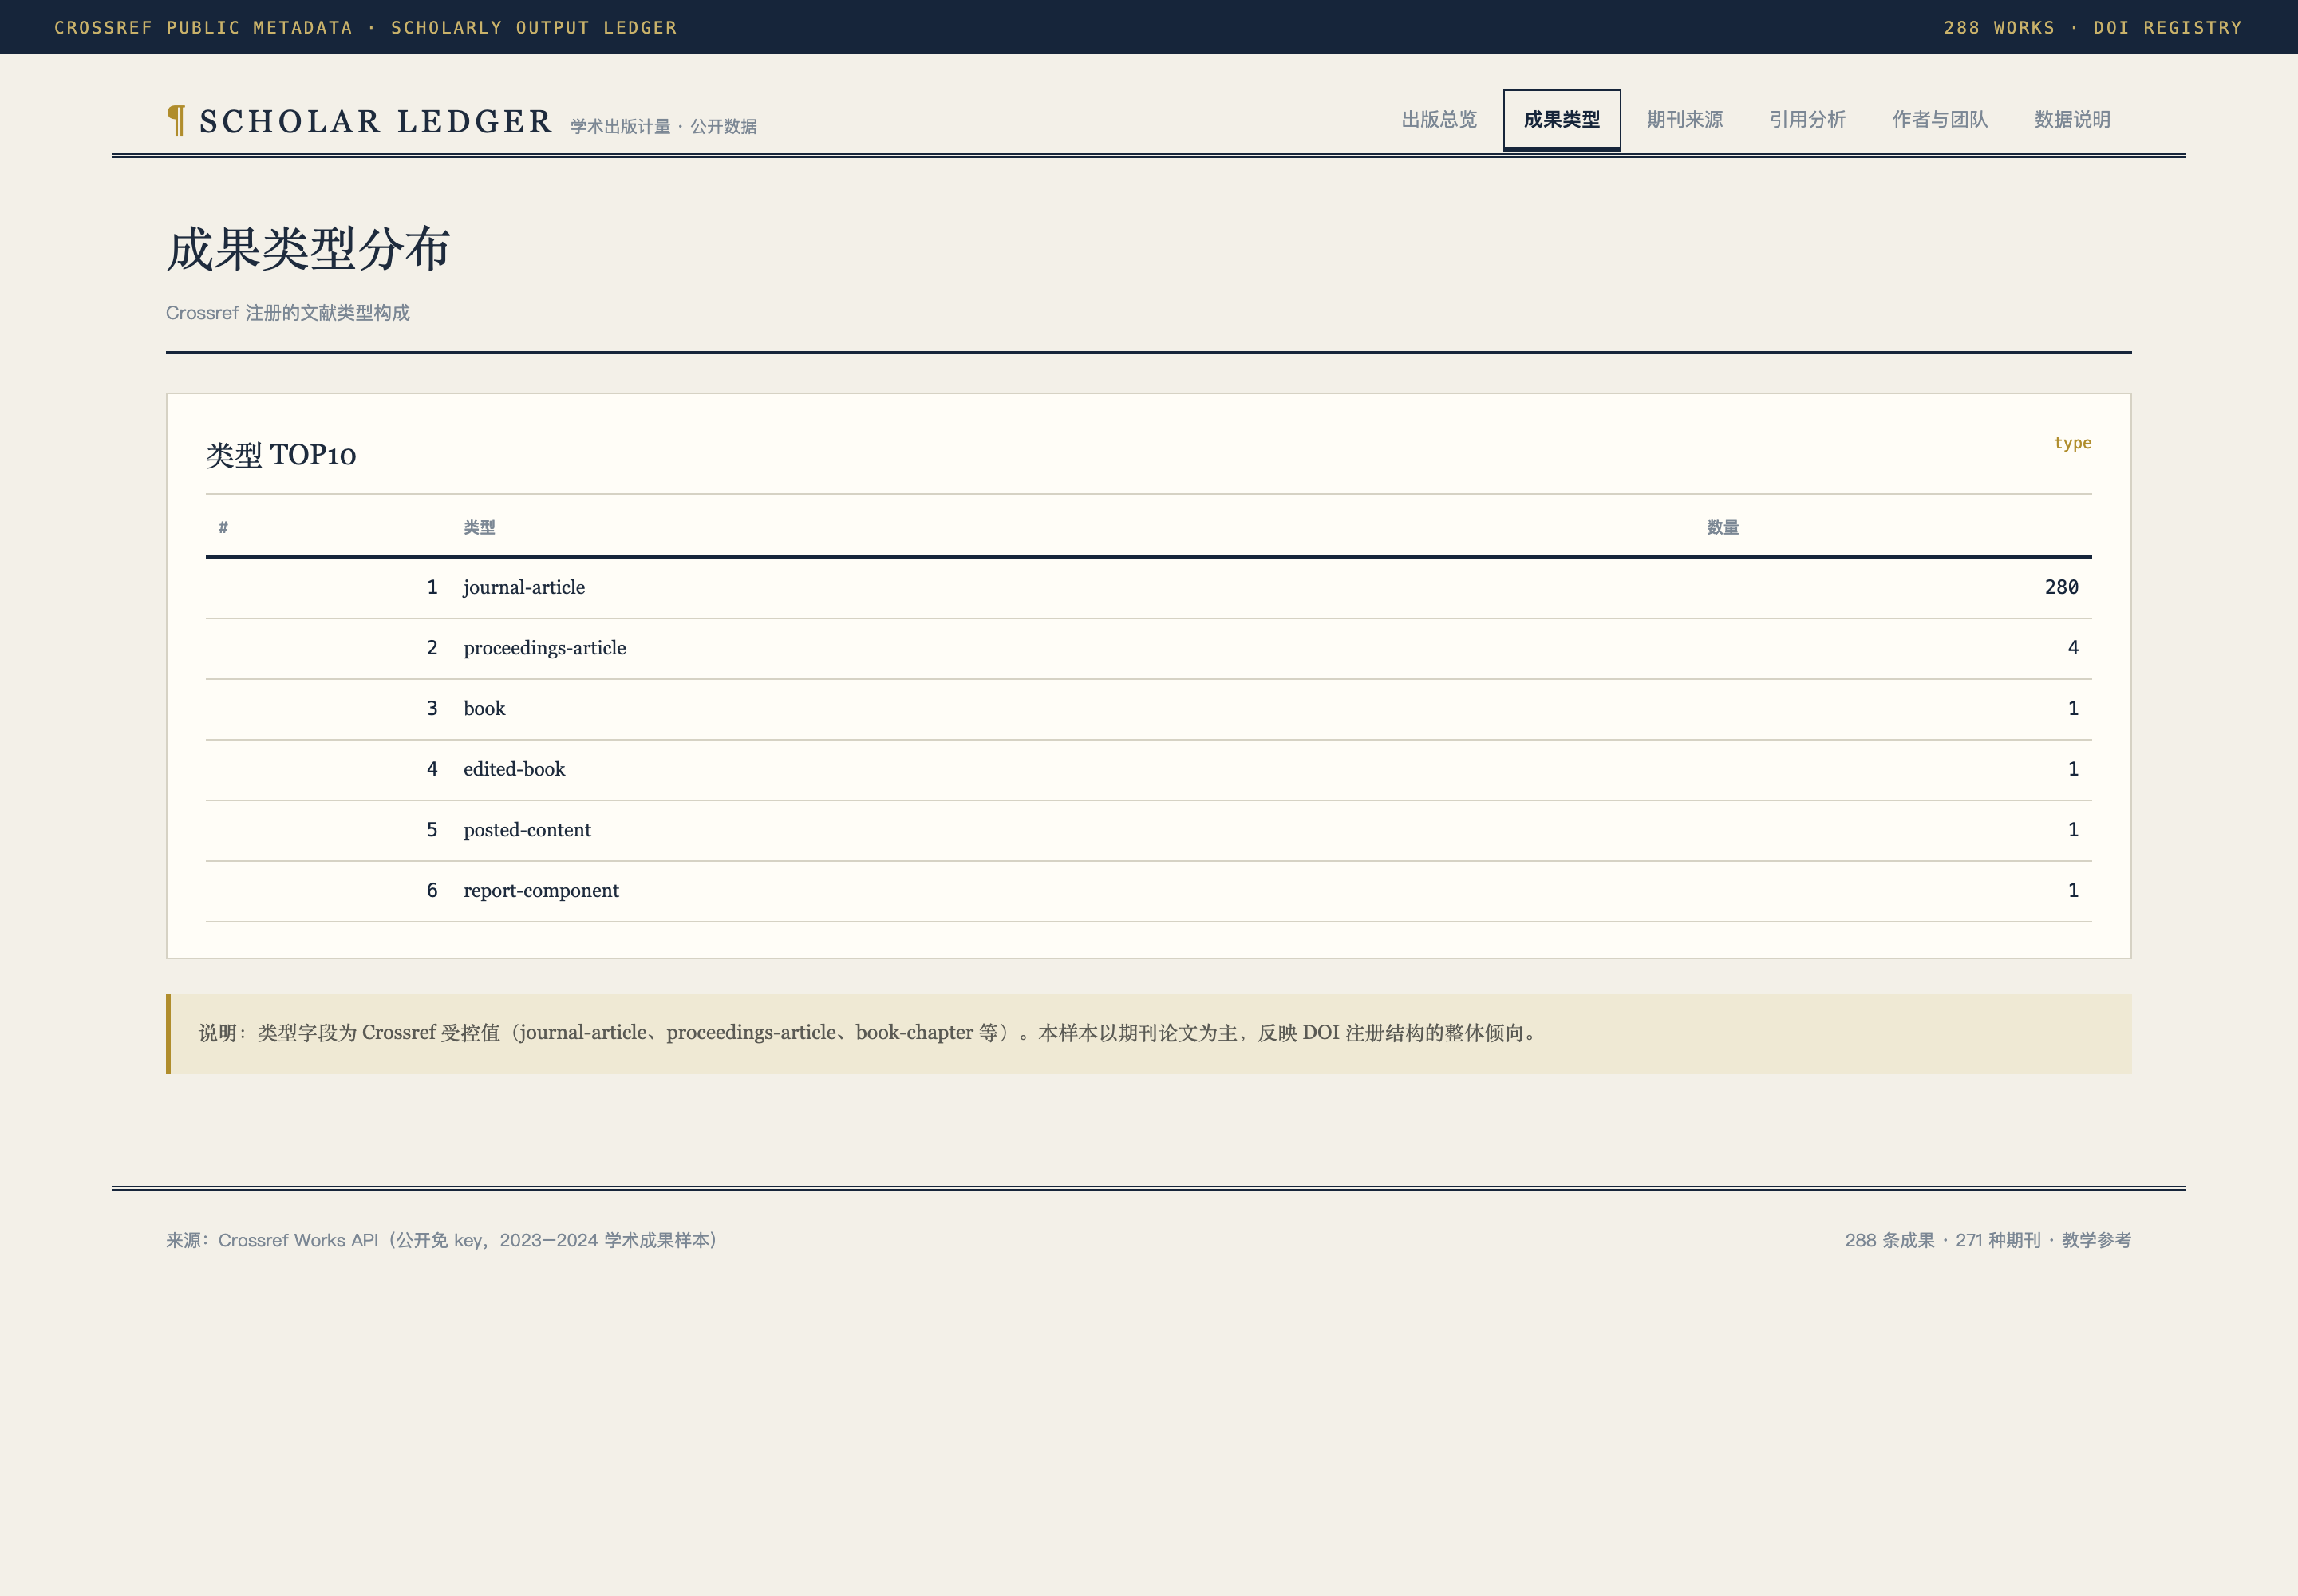 CROSSREF PUBLIC METADATA · SCHOLARLY OUTPUT LEDGER
288 WORKS · DOI REGISTRY
¶ SCHOLAR LEDGER 学术出版计量 · 公开数据
出版总览 成果类型 期刊来源 引用分析 作者与团队 数据说明
成果类型分布
Crossref 注册的文献类型构成
类型 TOP10
type
# 类型 数量
1 journal-article 280
2 proceedings-article 4
3 book 1
4 edited-book 1
5 posted-content 1
6 report-component 1
说明：类型字段为 Crossref 受控值（journal-article、proceedings-article、book-chapter 等）。本样本以期刊论文为主，反映 DOI 注册结构的整体倾向。
来源：Crossref Works API（公开免 key，2023—2024 学术成果样本）
288 条成果 · 271 种期刊 · 教学参考